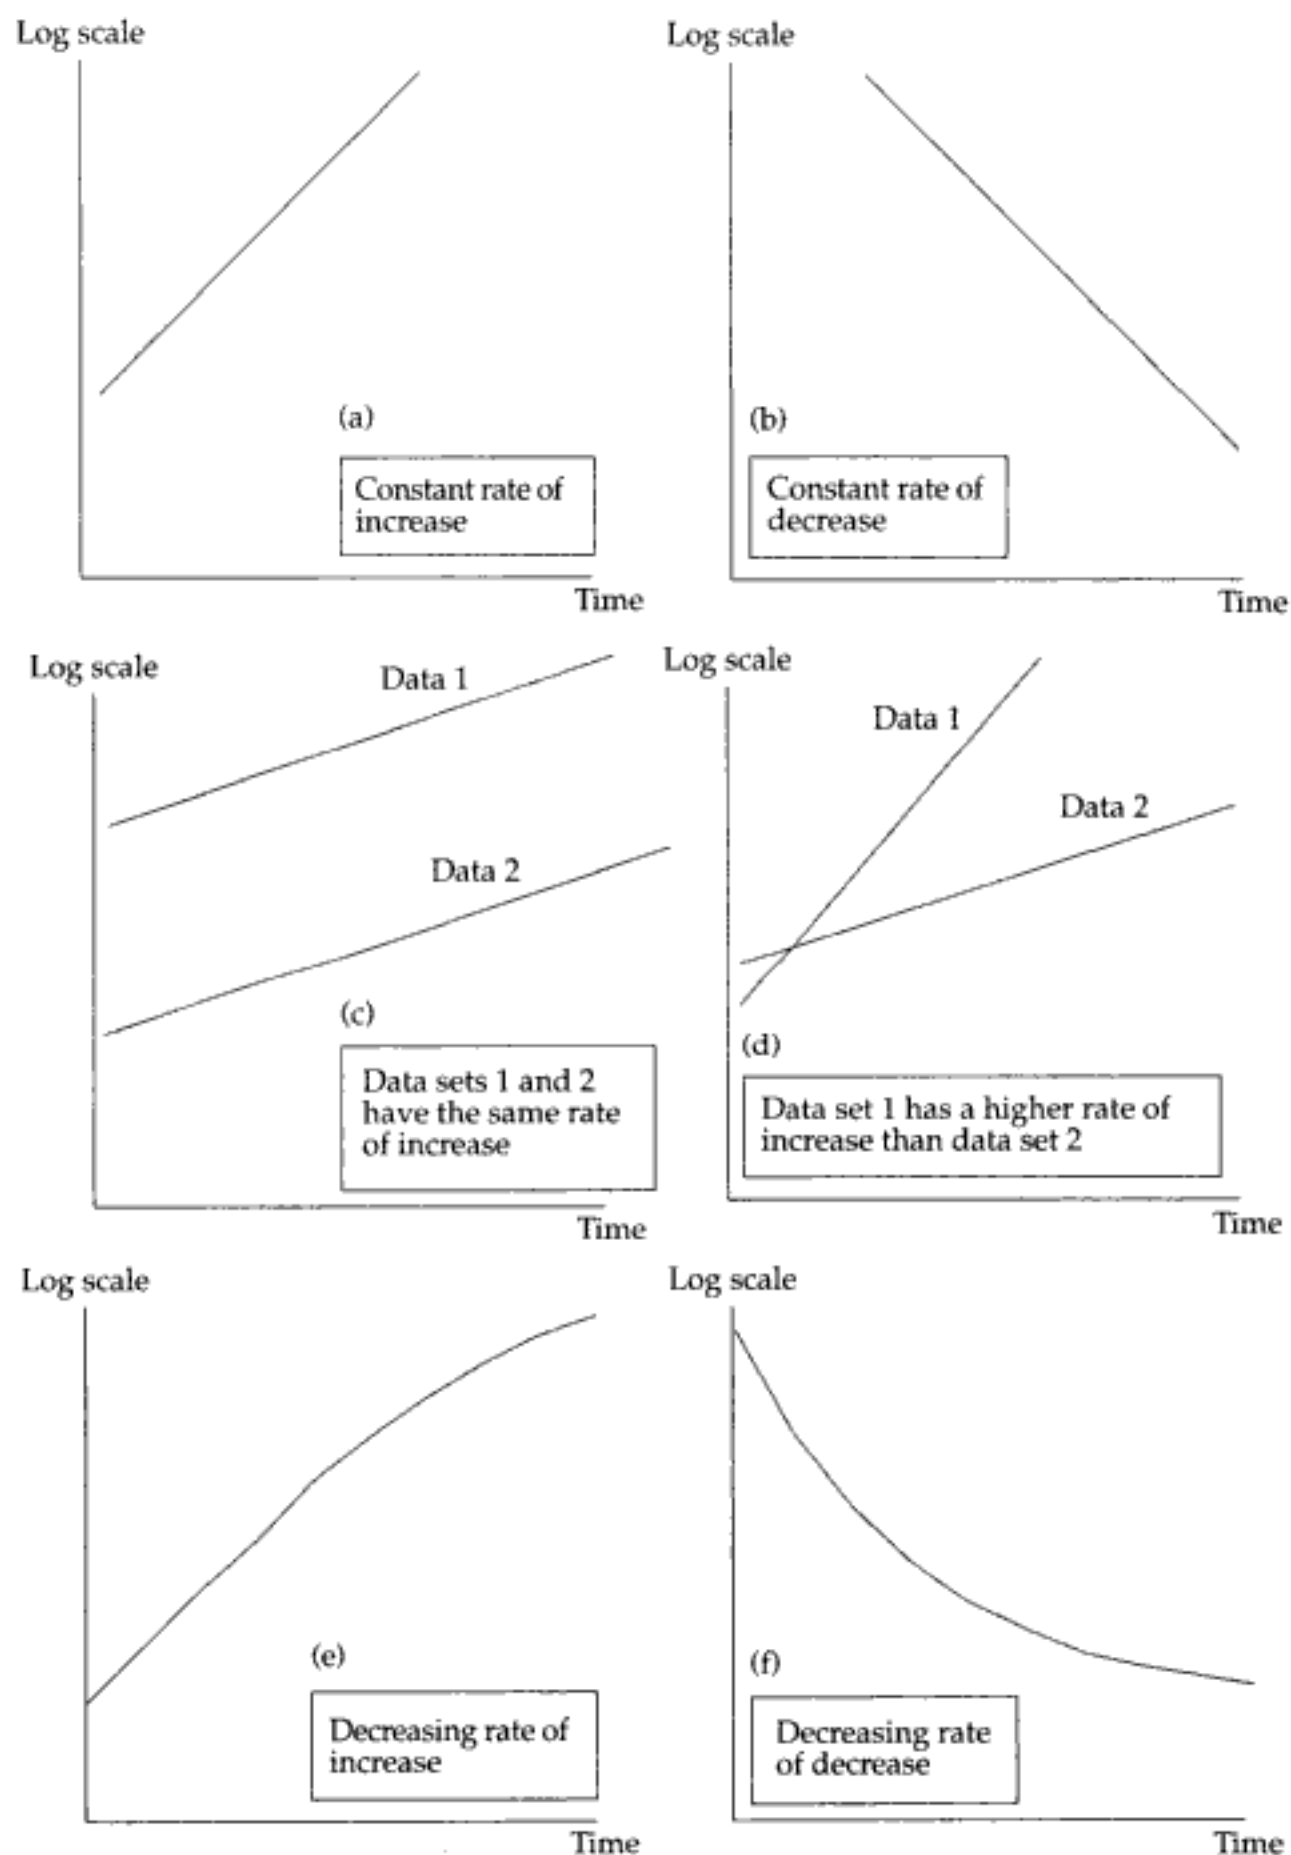 Log scale
(a)
Constant rate of
increase
Time
Log scale
(b)
Constant rate of
decrease
Time
Log scale
Data 1
Data 2
(c)
Data sets 1 and 2
have the same rate
of increase
Time
Log scale
Data 1
Data 2
(d)
Data set 1 has a higher rate of
increase than data set 2
Time
Log scale
(e)
Decreasing rate of
increase
Time
Log scale
(f)
Decreasing rate
of decrease
Time